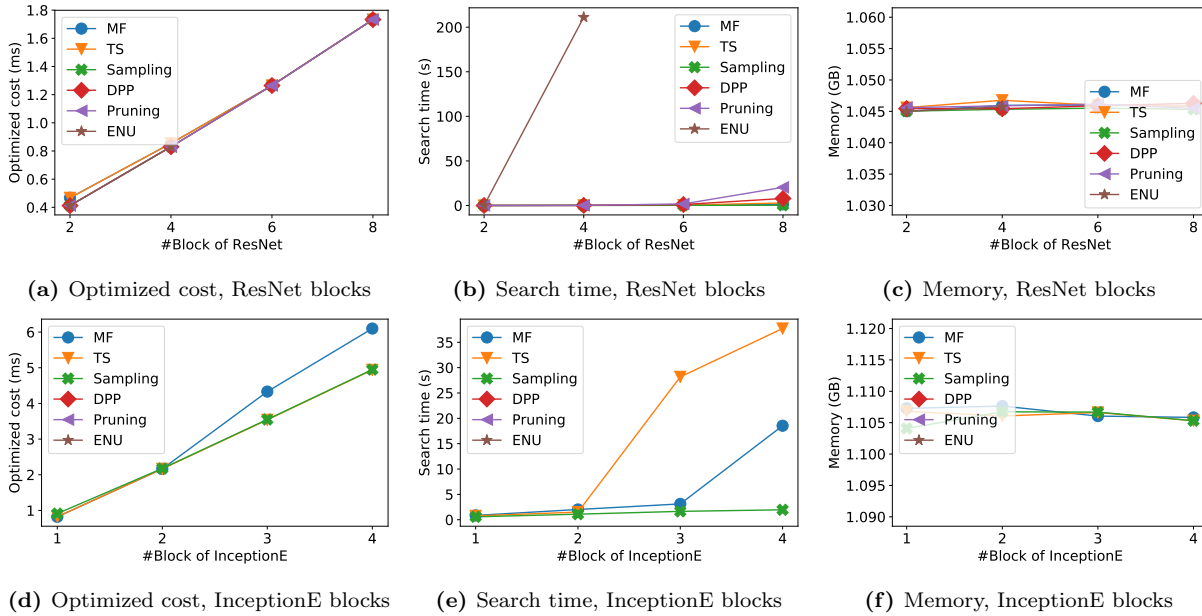 1.8
1.6
1.4
1.2
1.0
0.8
0.6
0.4
Optimized cost (ms)
MF
TS
Sampling
DPP
Pruning
ENU
2 4 6 8
#Block of ResNet
(a) Optimized cost, ResNet blocks
200
150
100
50
0
Search time (s)
MF
TS
Sampling
DPP
Pruning
ENU
2 4 6 8
#Block of ResNet
(b) Search time, ResNet blocks
1.060
1.055
1.050
1.045
1.040
1.035
1.030
Memory (GB)
MF
TS
Sampling
DPP
Pruning
ENU
2 4 6 8
#Block of ResNet
(c) Memory, ResNet blocks
6
5
4
3
2
1
Optimized cost (ms)
MF
TS
Sampling
DPP
Pruning
ENU
1 2 3 4
#Block of InceptionE
(d) Optimized cost, InceptionE blocks
35
30
25
20
15
10
5
0
Search time (s)
MF
TS
Sampling
DPP
Pruning
ENU
1 2 3 4
#Block of InceptionE
(e) Search time, InceptionE blocks
1.120
1.115
1.110
1.105
1.100
1.095
1.090
Memory (GB)
MF
TS
Sampling
DPP
Pruning
ENU
1 2 3 4
#Block of InceptionE
(f) Memory, InceptionE blocks